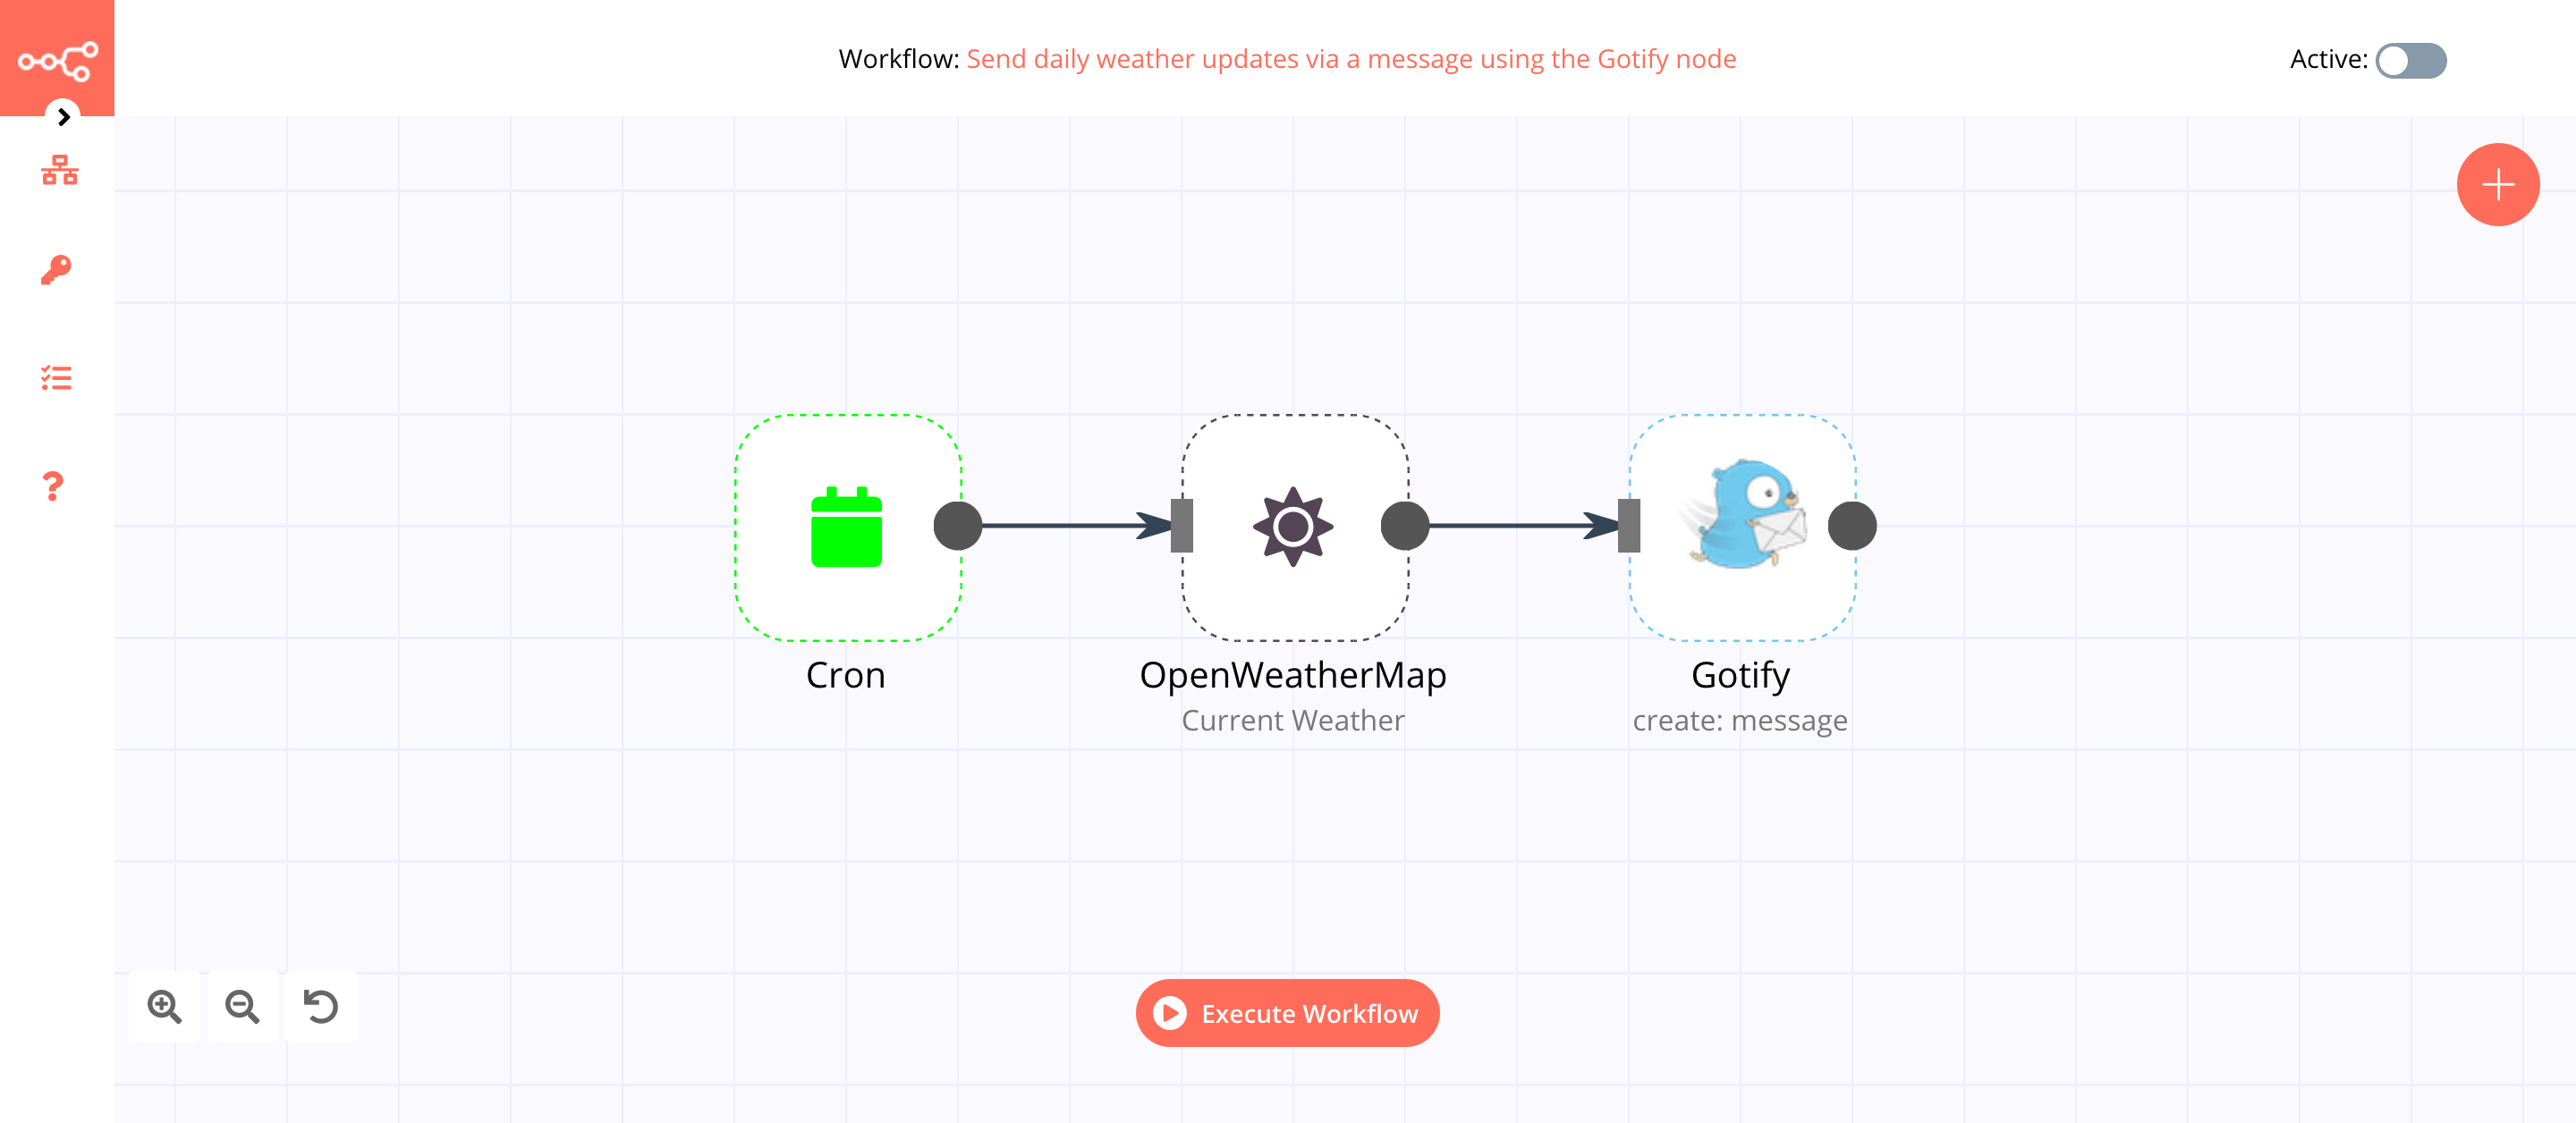 Workflow: Send daily weather updates via a message using the Gotify node
Active:
Cron
OpenWeatherMap
Current Weather
Gotify
create: message
Execute Workflow